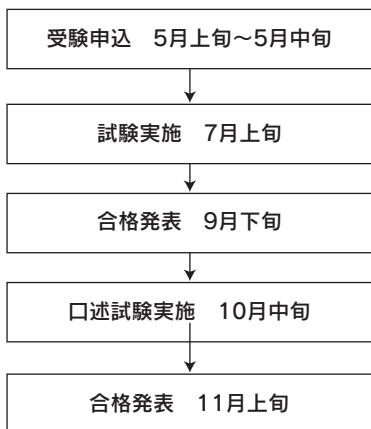 受験申込　5月上旬～5月中旬
試験実施　7月上旬
合格発表　9月下旬
口述試験実施　10月中旬
合格発表　11月上旬